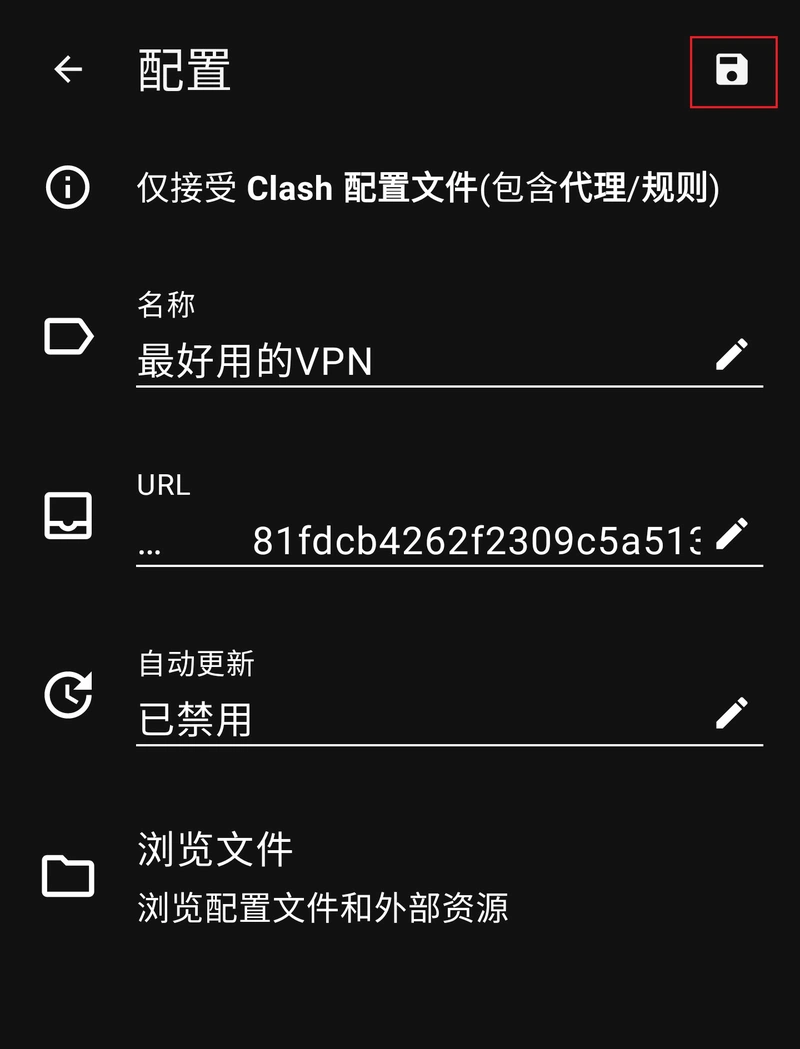 配置
仅接受 Clash 配置文件(包含代理/规则)
名称
最好用的VPN
URL
... 81fdcb4262f2309c5a513
自动更新
已禁用
浏览文件
浏览配置文件和外部资源